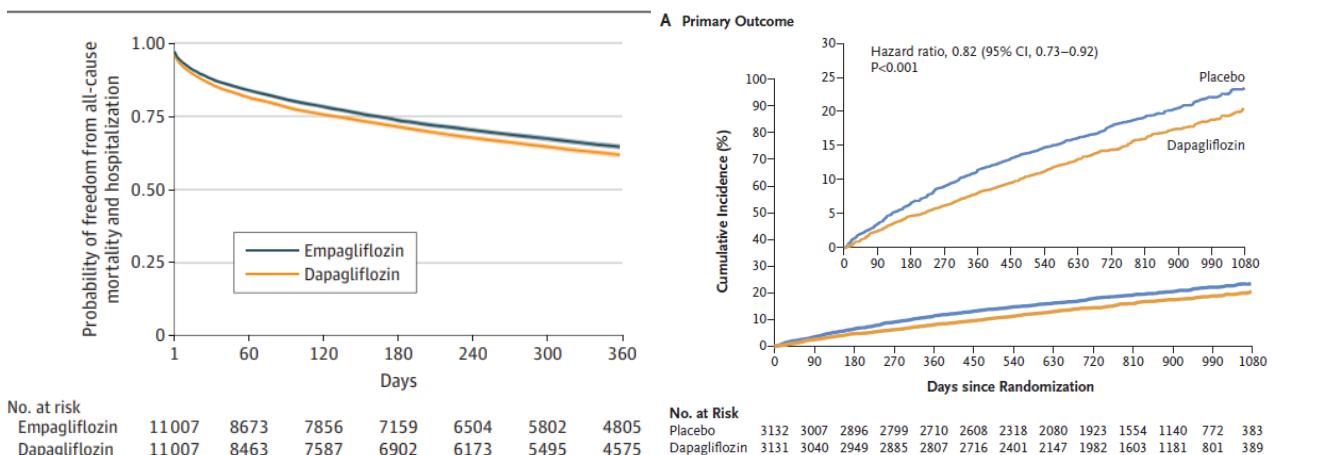 Probability of freedom from all-cause
mortality and hospitalization
1.00
0.75
0.50
0.25
0
Empagliflozin
Dapagliflozin
1 60 120 180 240 300 360
Days
No. at risk
Empagliflozin 11007 8673 7856 7159 6504 5802 4805
Dapagliflozin 11007 8463 7587 6902 6173 5495 4575
A Primary Outcome
Cumulative Incidence (%)
100
90
80
70
60
50
40
30
20
10
0
30
25
20
15
10
5
0
Hazard ratio, 0.82 (95% CI, 0.73–0.92)
P<0.001
Placebo
Dapagliflozin
0 90 180 270 360 450 540 630 720 810 900 990 1080
0 90 180 270 360 450 540 630 720 810 900 990 1080
Days since Randomization
No. at Risk
Placebo 3132 3007 2896 2799 2710 2608 2318 2080 1923 1554 1140 772 383
Dapagliflozin 3131 3040 2949 2885 2807 2716 2401 2147 1982 1603 1181 801 389